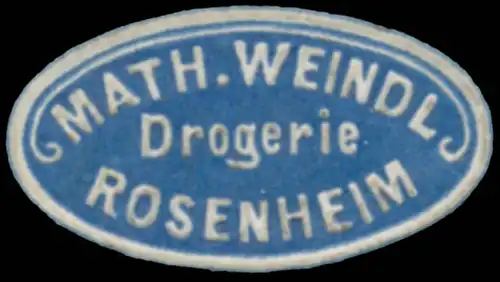 MATH. WEINDL
Drogerie
ROSENHEIM